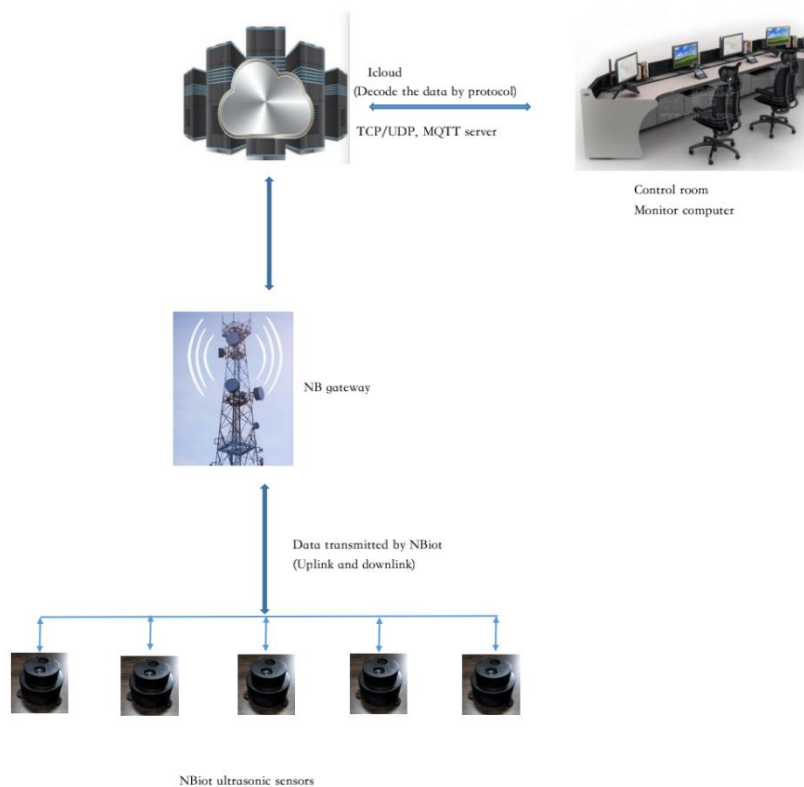 Icloud
(Decode the data by protocol)
TCP/UDP, MQTT server
Control room
Monitor computer
NB gateway
Data transmitted by NBiot
(Uplink and downlink)
NBiot ultrasonic sensors